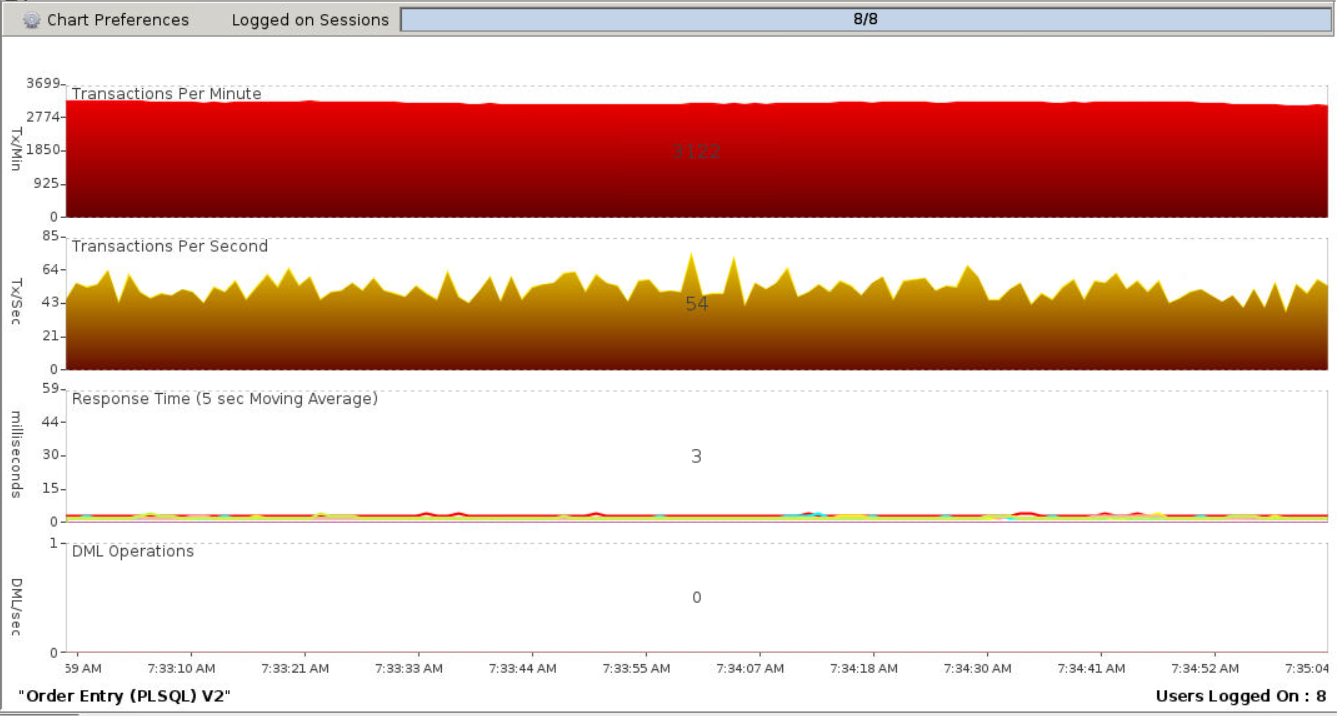 Chart Preferences Logged on Sessions 8/8
3699
Transactions Per Minute
2774
1850
925
0
Tx/Min
3122
85
Transactions Per Second
64
43
21
0
Tx/Sec
54
59
Response Time (5 sec Moving Average)
44
30
15
0
milliseconds
3
1
DML Operations
0
DML/sec
0
59 AM 7:33:10 AM 7:33:21 AM 7:33:33 AM 7:33:44 AM 7:33:55 AM 7:34:07 AM 7:34:18 AM 7:34:30 AM 7:34:41 AM 7:34:52 AM 7:35:04
"Order Entry (PLSQL) V2" Users Logged On : 8